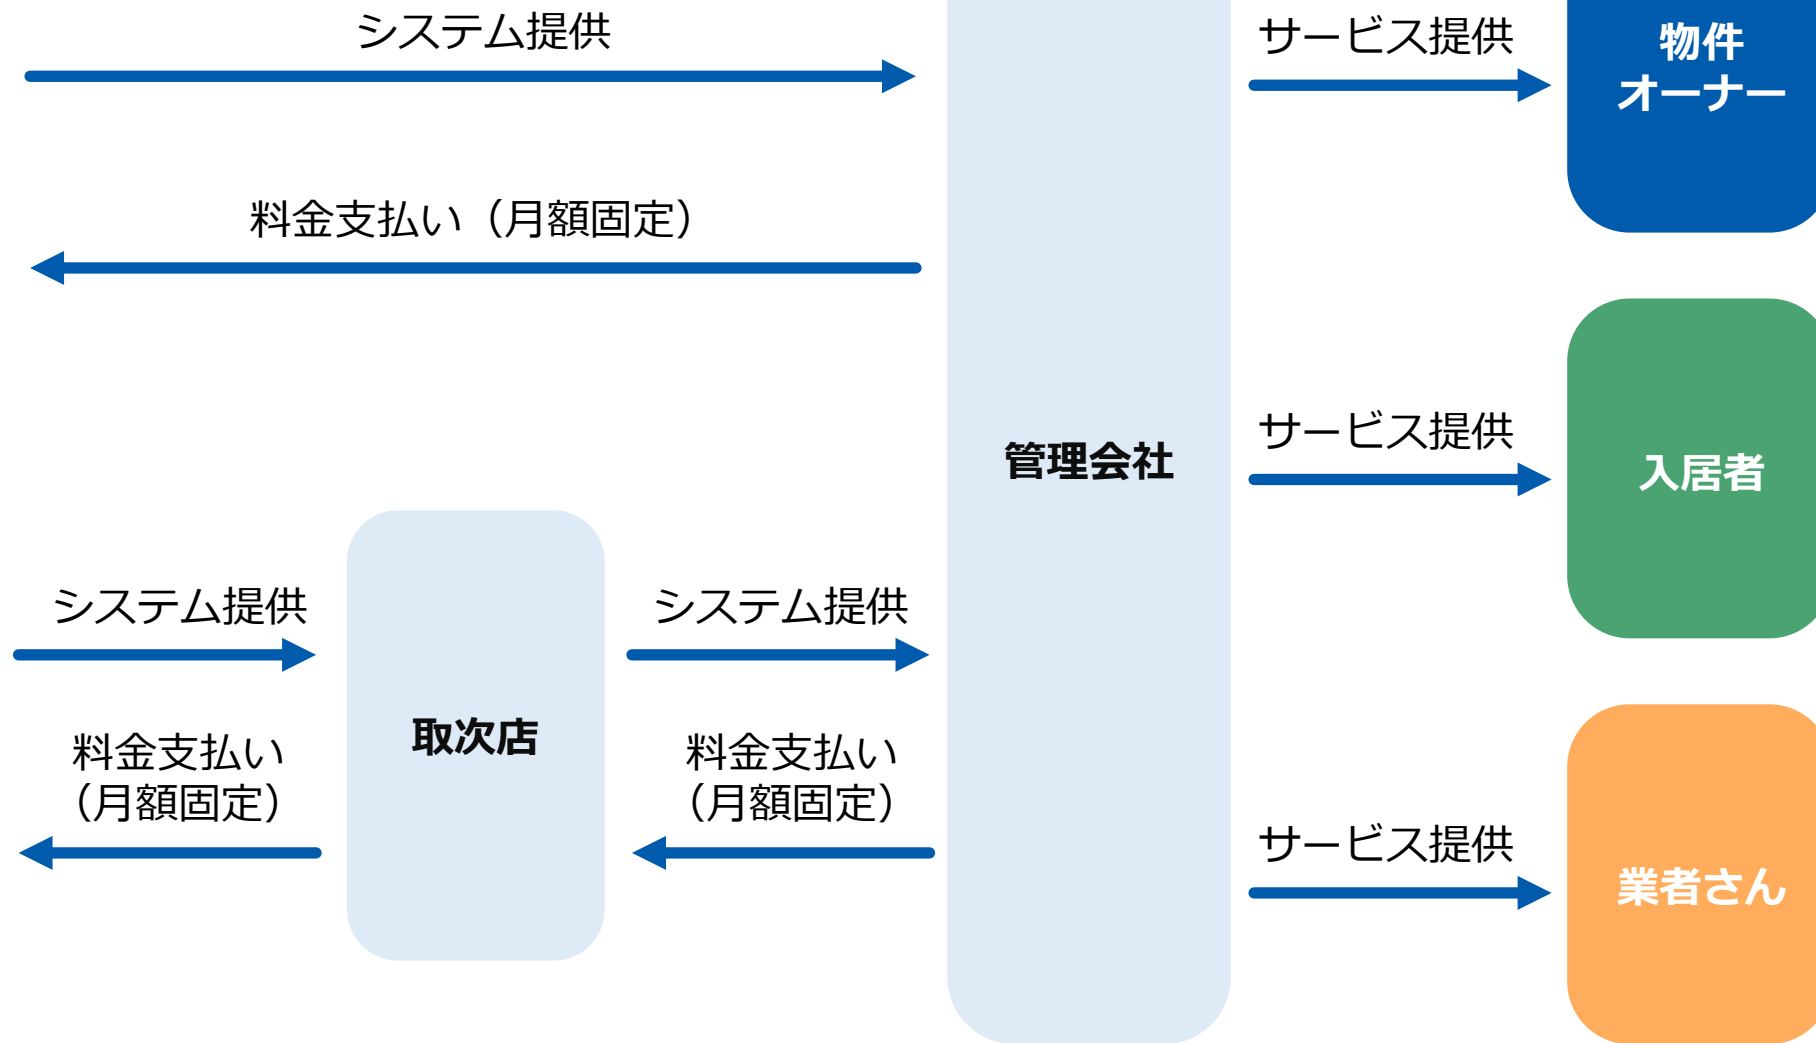 システム提供
サービス提供
物件
オーナー
料金支払い（月額固定）
管理会社
サービス提供
入居者
システム提供
システム提供
取次店
料金支払い
（月額固定）
料金支払い
（月額固定）
サービス提供
業者さん